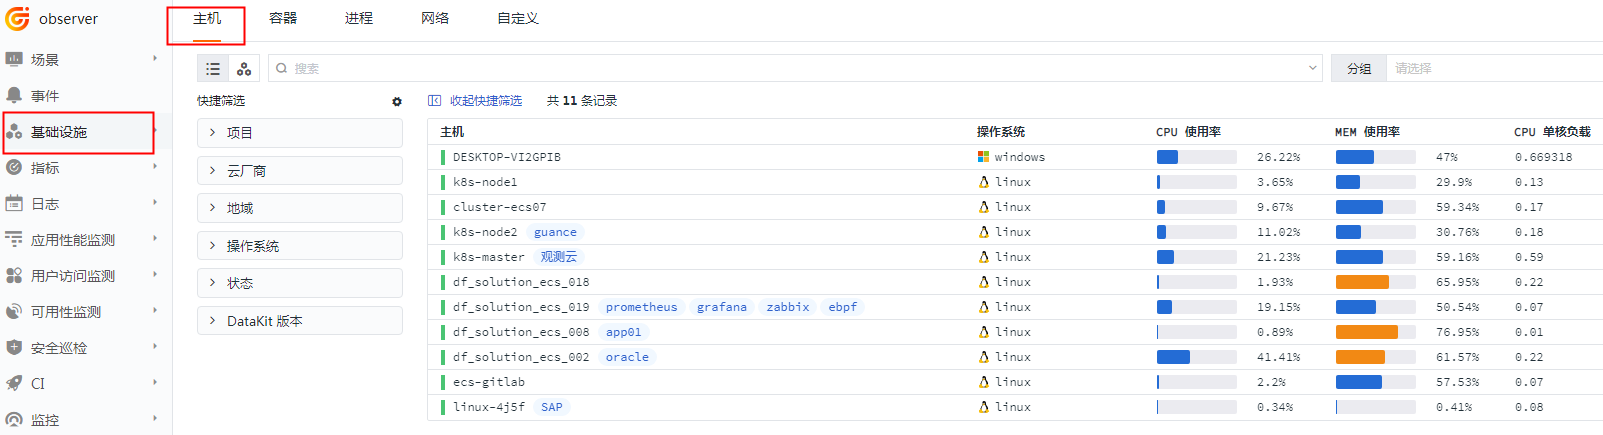 observer
主机 容器 进程 网络 自定义
场景
事件
基础设施
指标
日志
应用性能监测
用户访问监测
可用性监测
安全巡检
CI
监控
搜索 分组 请选择
快捷筛选 收起快捷筛选 共 11 条记录
项目
云厂商
地域
操作系统
状态
DataKit 版本
主机 操作系统 CPU 使用率 MEM 使用率 CPU 单核负载
DESKTOP-VI2GPIB windows 26.22% 47% 0.669318
k8s-node1 linux 3.65% 29.9% 0.13
cluster-ecs07 linux 9.67% 59.34% 0.17
k8s-node2 guance linux 11.02% 30.76% 0.18
k8s-master 观测云 linux 21.23% 59.16% 0.59
df_solution_ecs_018 linux 1.93% 65.95% 0.22
df_solution_ecs_019 prometheus grafana zabbix ebpf linux 19.15% 50.54% 0.07
df_solution_ecs_008 app01 linux 0.89% 76.95% 0.01
df_solution_ecs_002 oracle linux 41.41% 61.57% 0.22
ecs-gitlab linux 2.2% 57.53% 0.07
linux-4j5f SAP linux 0.34% 0.41% 0.08